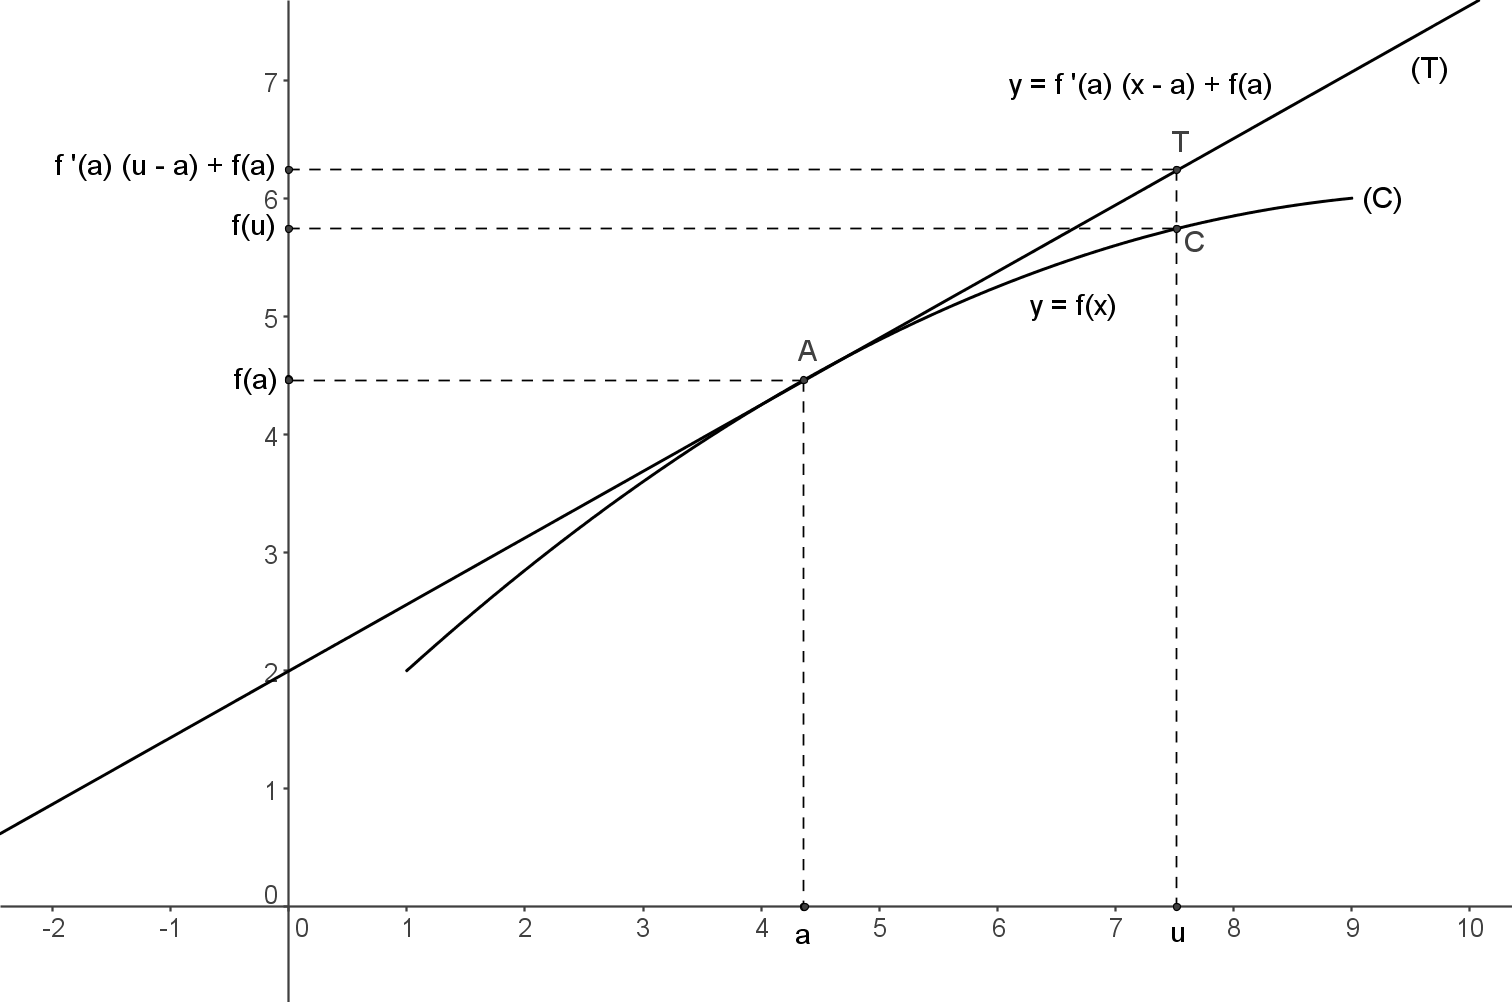 7
y = f '(a) (x - a) + f(a)
(T)
T
f '(a) (u - a) + f(a)
6
(C)
f(u)
C
5
y = f(x)
A
f(a)
4
3
2
1
0
-2 -1 0 1 2 3 4 5 6 7 8 9 10
a u